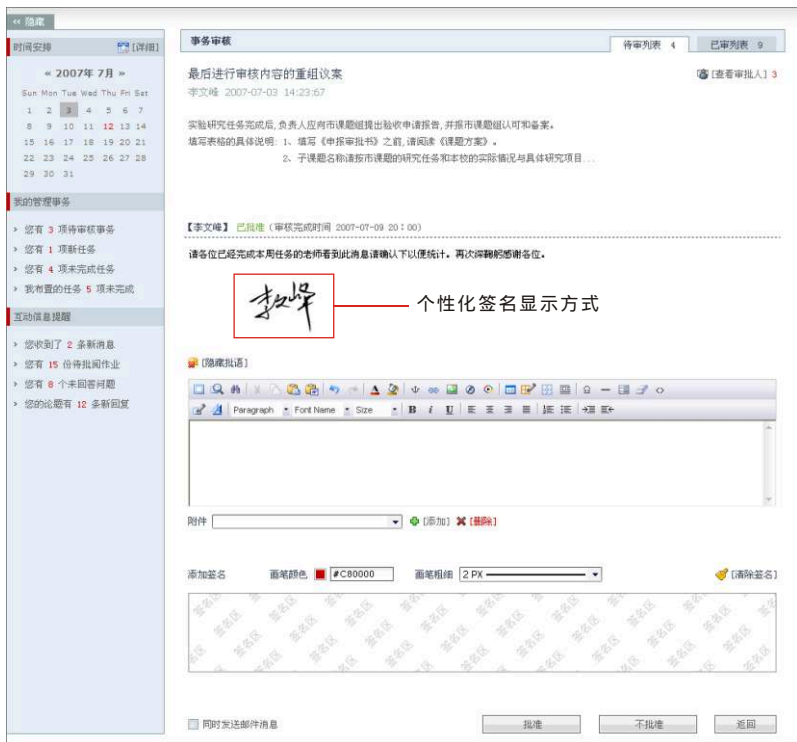 << 隐藏
时间安排 [详细]
« 2007年 7月 »
Sun Mon Tue Wed Thu Fri Sat
1 2 3 4 5 6 7
8 9 10 11 12 13 14
15 16 17 18 19 20 21
22 23 24 25 26 27 28
29 30 31
我的管理事务
› 您有 3 项待审核事务
› 您有 1 项新任务
› 您有 4 项未完成任务
› 我布置的任务 5 项未完成
互动信息提醒
› 您收到了 2 条新消息
› 您有 15 份待批阅作业
› 您有 8 个未回答问题
› 您的论题有 12 条新回复
事务审核
待审列表 4
已审列表 9
最后进行审核内容的重组议案
[查看审批人] 3
李文峰 2007-07-03 14:23:67
实验研究任务完成后,负责人应向市课题组提出验收申请报告,并报市课题组认可和备案。
填写表格的具体说明: 1、填写《申报审批书》之前,请阅读《课题方案》。
2、子课题名称请按市课题的研究任务和本校的实际情况与具体研究项目...
【李文峰】 已批准 (审核完成时间 2007-07-09 20:00)
请各位已经完成本周任务的老师看到此消息请确认下以便统计。再次深鞠躬感谢各位。
李文峰
个性化签名显示方式
[隐藏批语]
Paragraph Font Name Size B i U
附件
[添加] [删除]
添加签名 画笔颜色 #C80000 画笔粗细 2 PX
[清除签名]
签名区
同时发送邮件消息
批准 不批准 返回